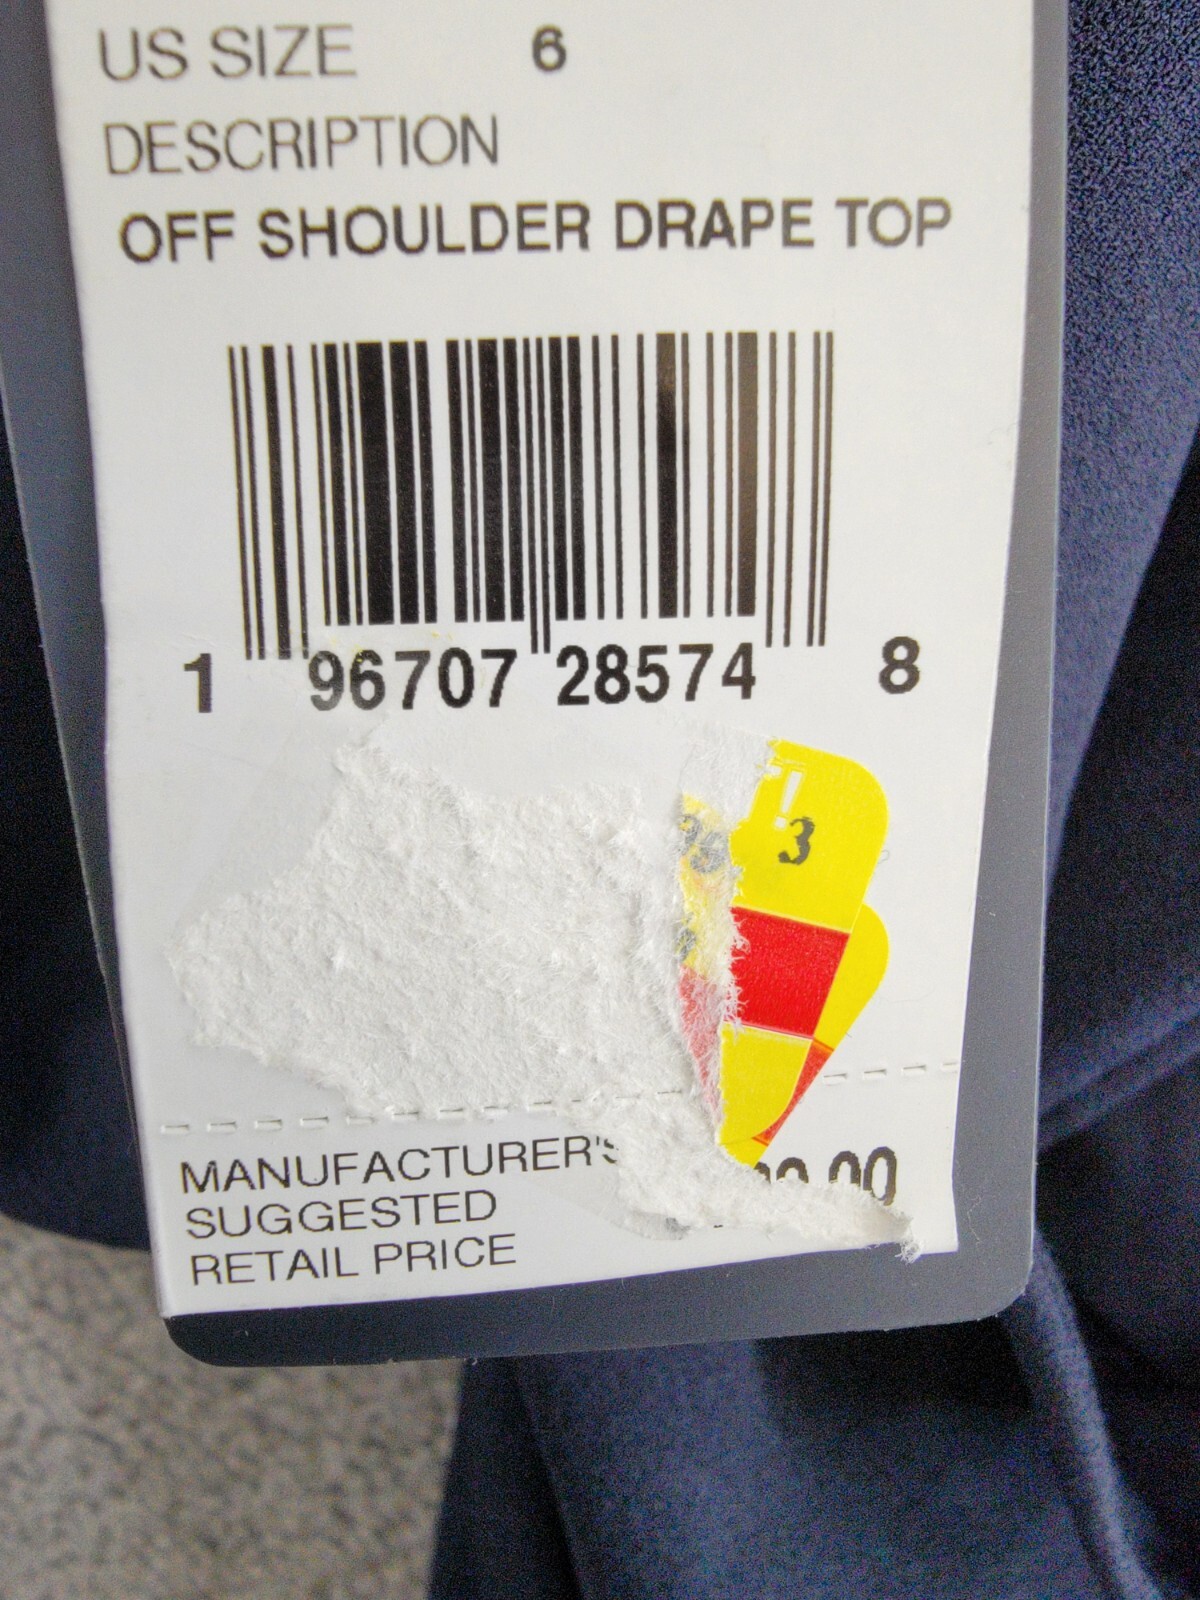 US SIZE 6
DESCRIPTION
OFF SHOULDER DRAPE TOP
1 96707 28574 8
3
MANUFACTURER'S
SUGGESTED
RETAIL PRICE